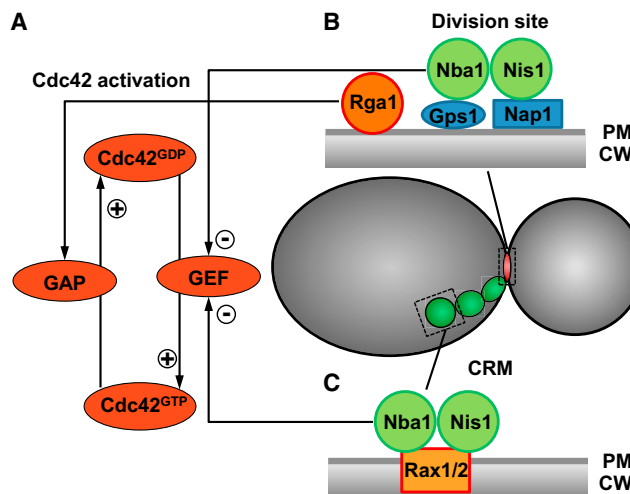 A
Cdc42 activation
Cdc42GDP
+
GAP
GEF
-
-
+
Cdc42GTP
B
Division site
Nba1
Nis1
Rga1
Gps1
Nap1
PM
CW
CRM
C
Nba1
Nis1
Rax1/2
PM
CW